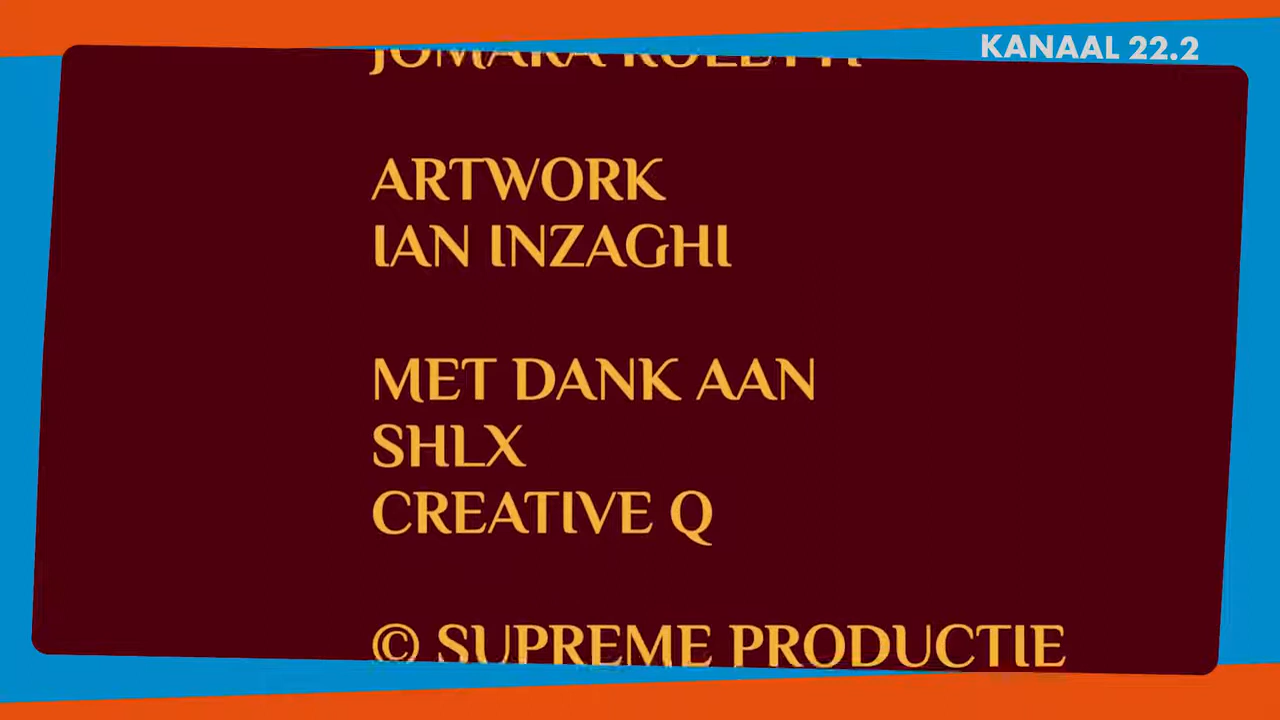 KANAAL 22.2
ARTWORK
IAN INZAGHI
MET DANK AAN
SHLX
CREATIVE Q
© SUPREME PRODUCTIE